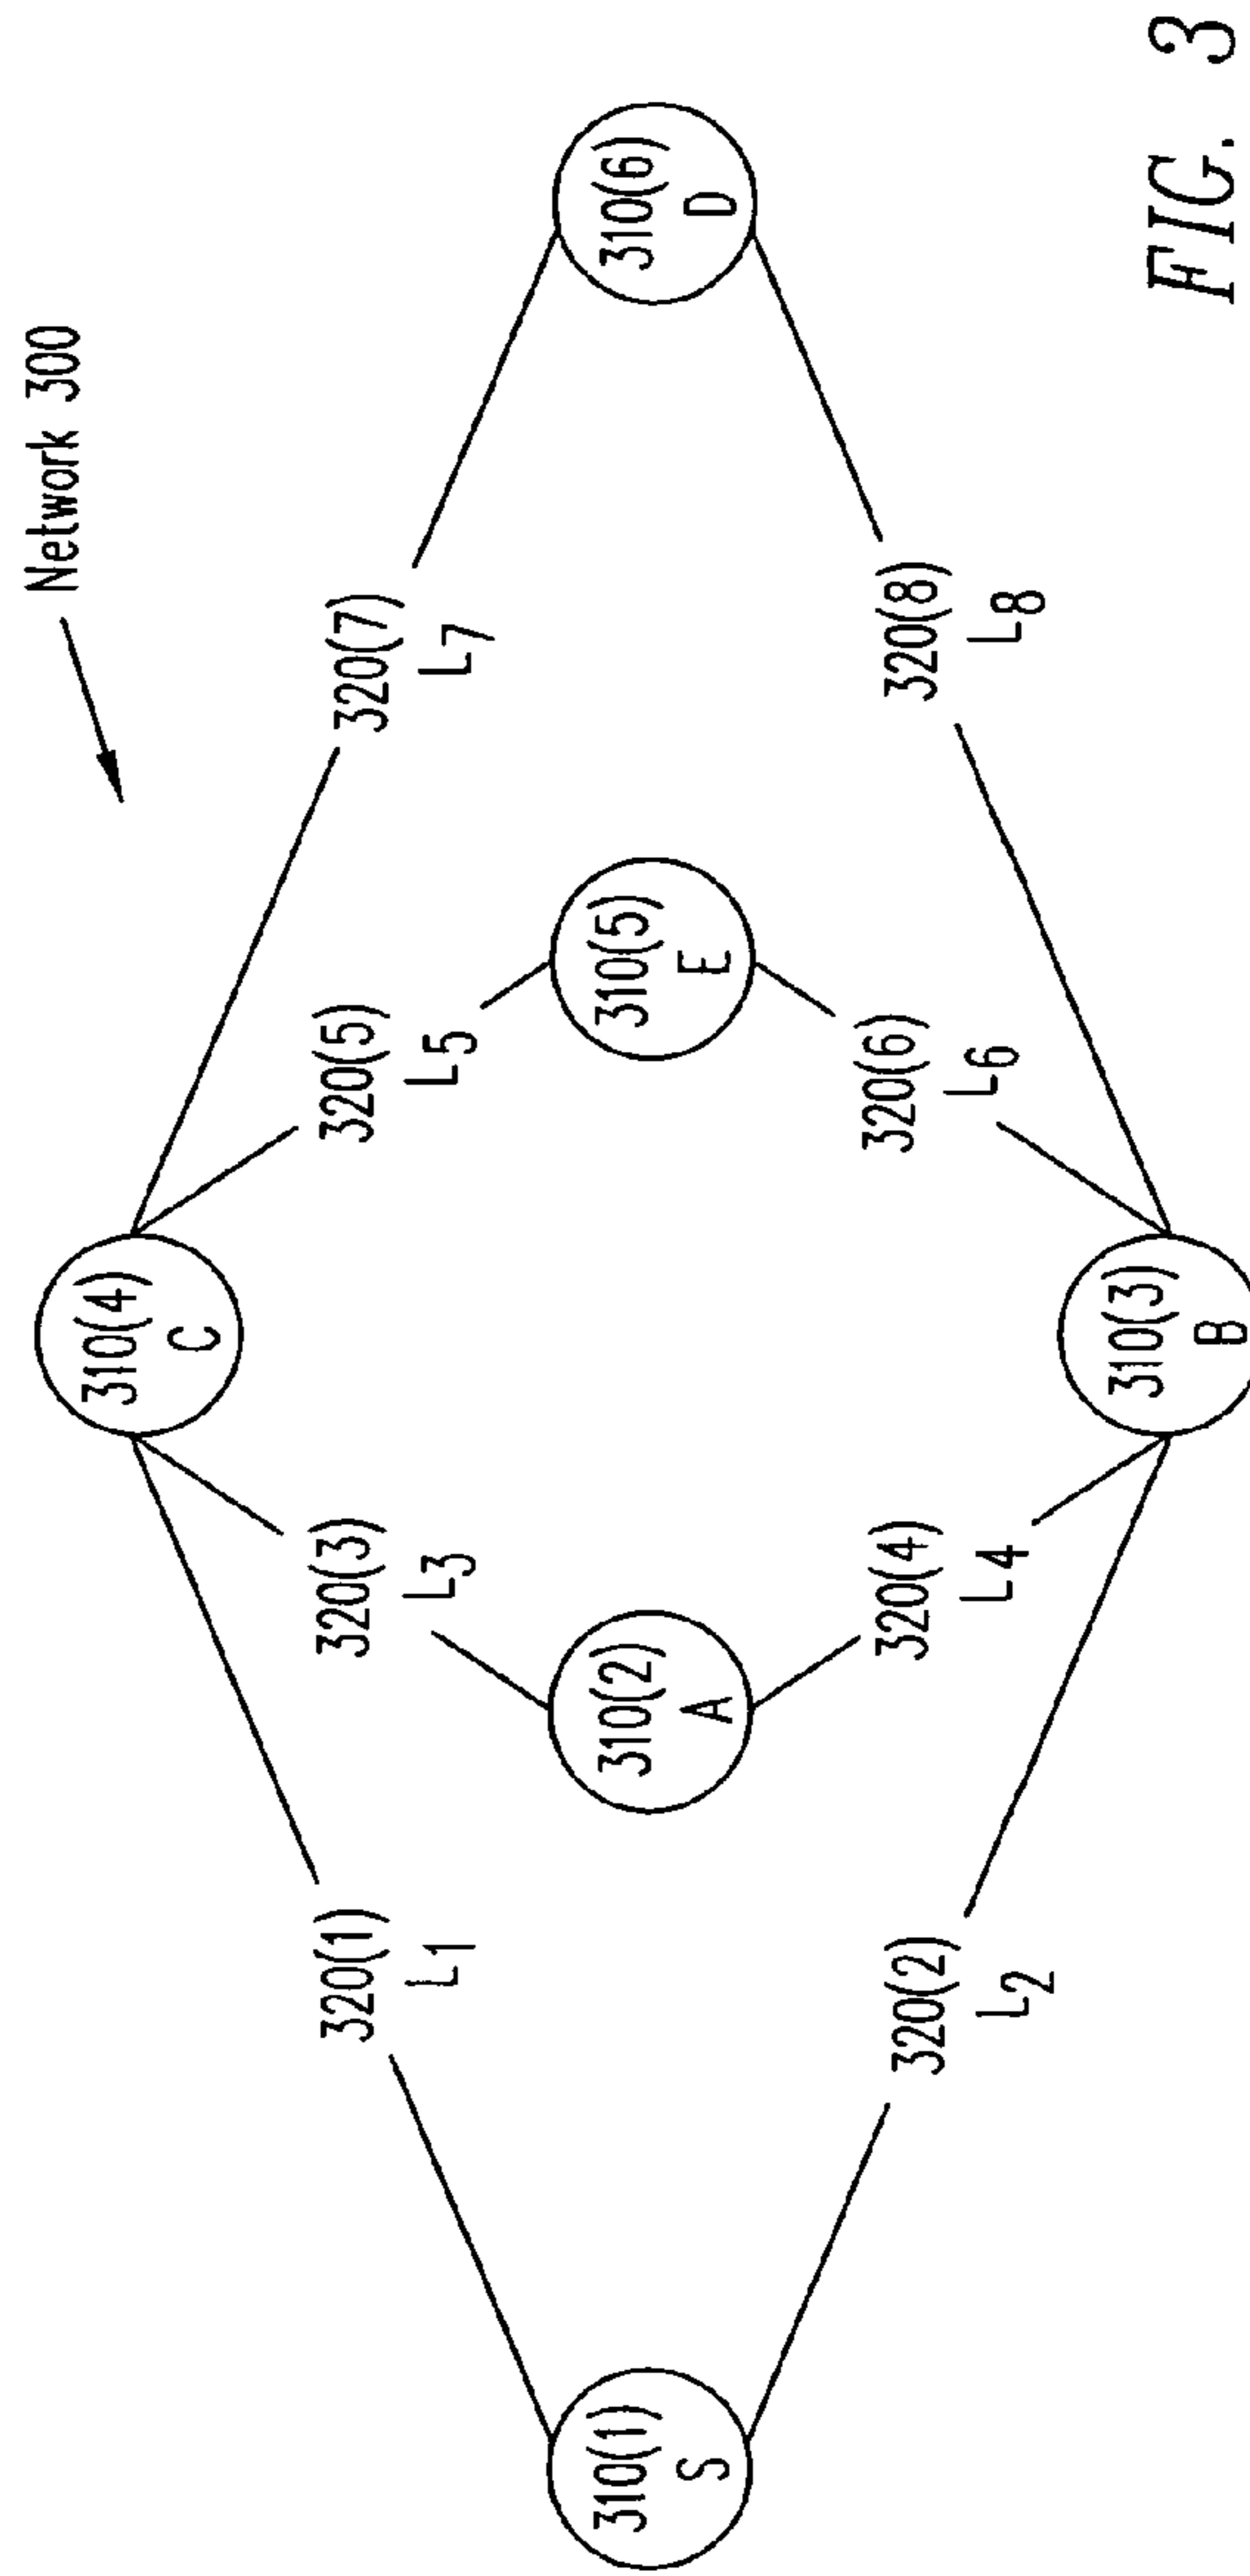 Network 300
310(4)
C
320(1)
L1
320(3)
L3
320(5)
L5
320(7)
L7
310(1)
S
310(2)
A
310(5)
E
310(6)
D
320(2)
L2
320(4)
L4
320(6)
L6
320(8)
L8
310(3)
B
FIG. 3